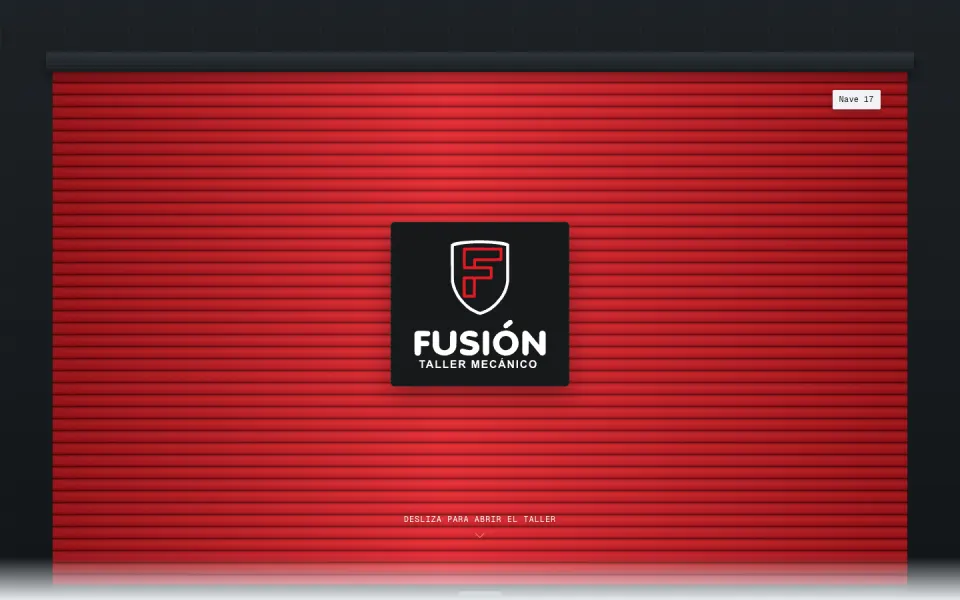 Nave 17
F
FUSIÓN
TALLER MECÁNICO
DESLIZA PARA ABRIR EL TALLER